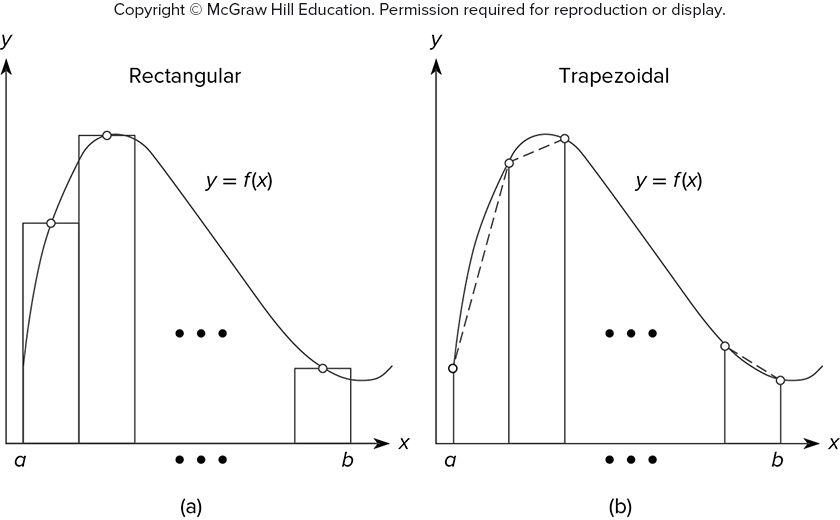 Copyright © McGraw Hill Education. Permission required for reproduction or display.
y
Rectangular
y = f(x)
x
a
b
(a)
y
Trapezoidal
y = f(x)
x
a
b
(b)